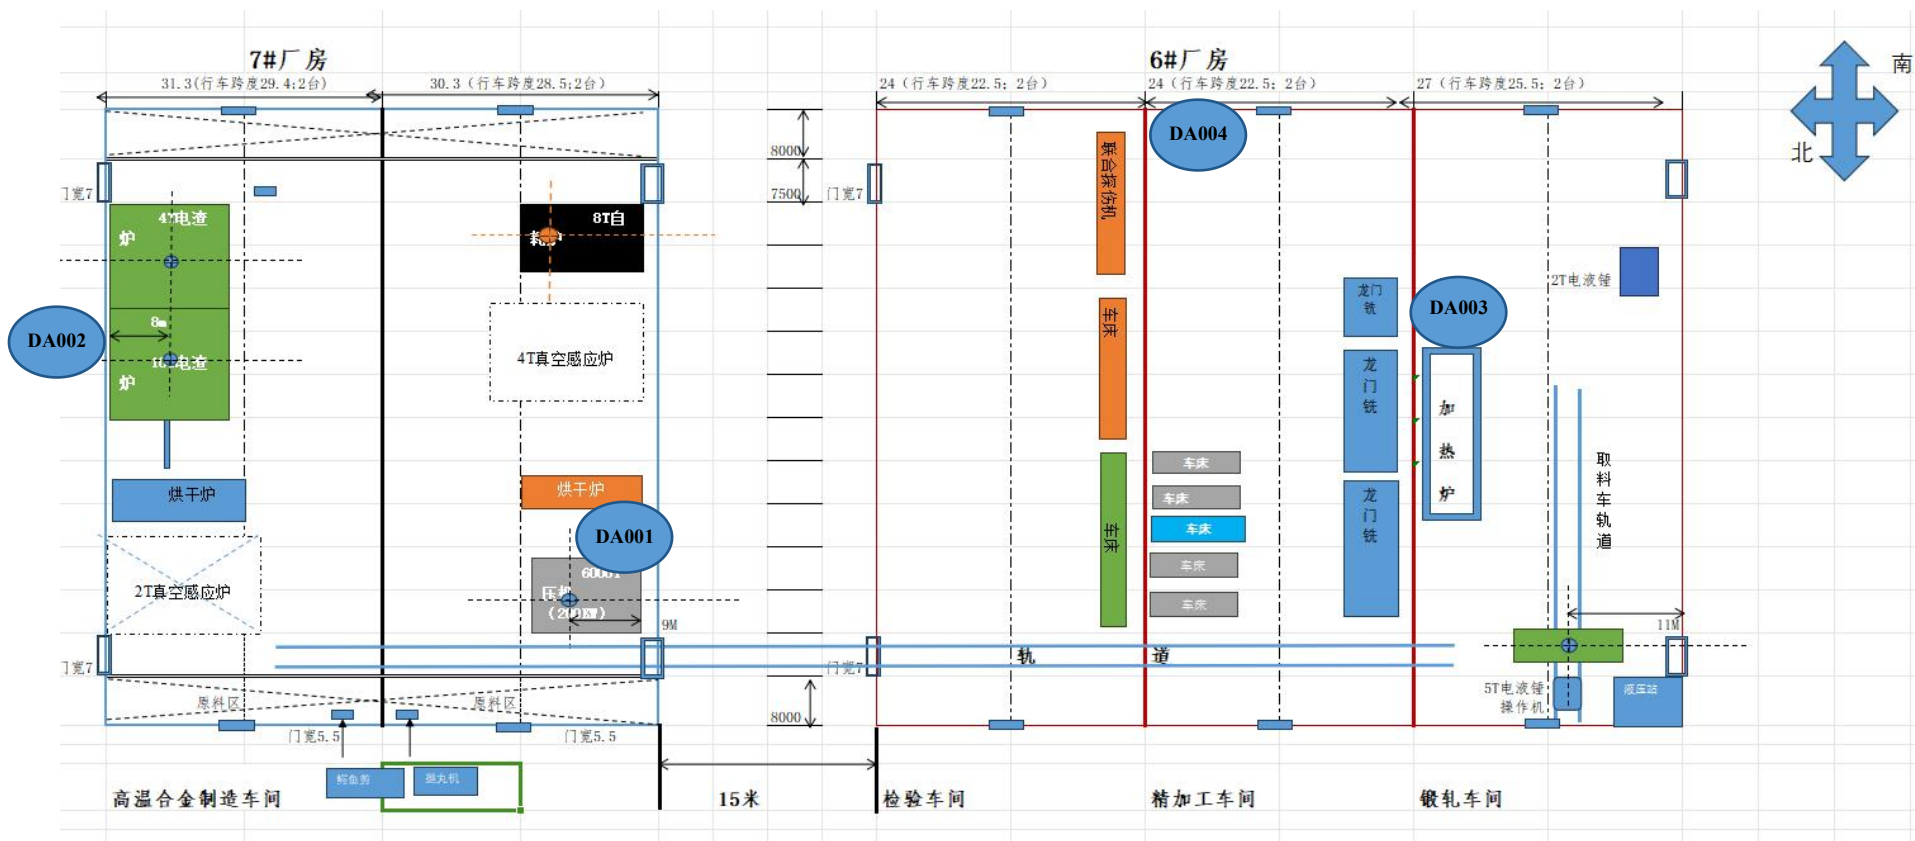 7#厂房
6#厂房
31.3(行车跨度29.4;2台)
30.3（行车跨度28.5;2台）
24（行车跨度22.5；2台）
24（行车跨度22.5；2台）
27（行车跨度25.5；2台）
南
北
DA004
8000
7500
门宽7
门宽7
4T电渣
炉
8T自
联合探伤机
2T电液锤
龙门
铣
DA003
DA002
8m
电渣
炉
4T真空感应炉
车床
龙
门
铣
加
热
炉
取
料
车
轨
道
烘干炉
烘干炉
DA001
车床
车床
车床
车床
车床
车床
龙
门
铣
2T真空感应炉
9M
11M
门宽7
门宽7
轨
道
原料区
原料区
8000
5T电液锤
操作机
液压站
门宽5.5
门宽5.5
鳄鱼剪
抛丸机
高温合金制造车间
15米
检验车间
精加工车间
锻轧车间